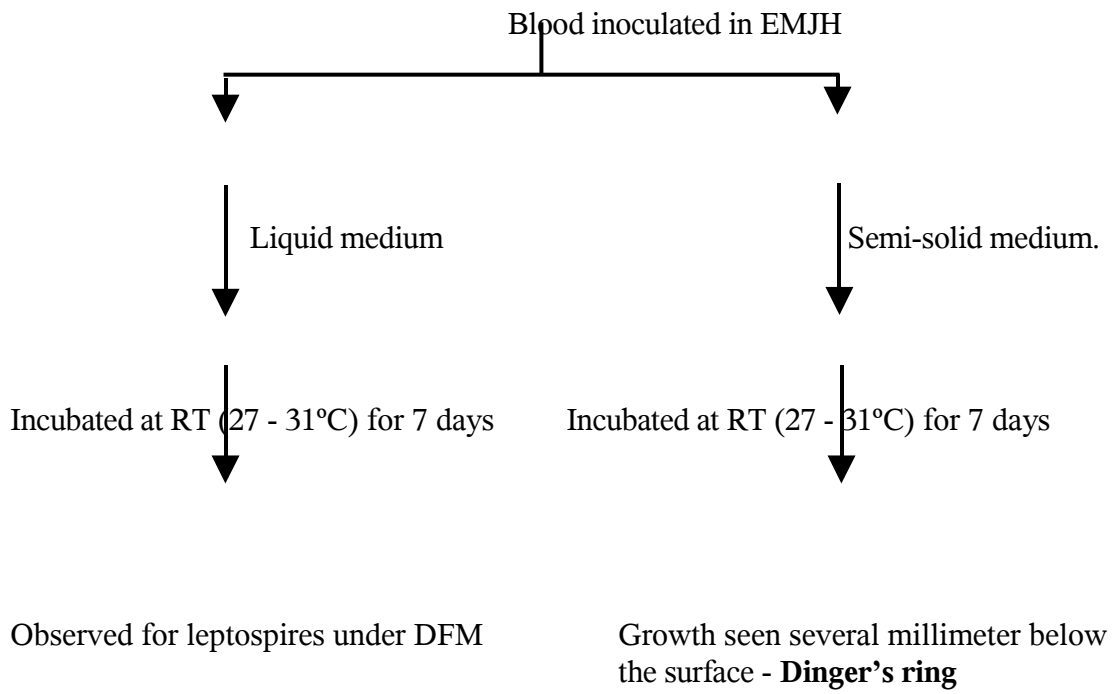 Blood inoculated in EMJH
Liquid medium
Semi-solid medium.
Incubated at RT (27 - 31ºC) for 7 days
Incubated at RT (27 - 31ºC) for 7 days
Observed for leptospires under DFM
Growth seen several millimeter below
the surface - Dinger’s ring